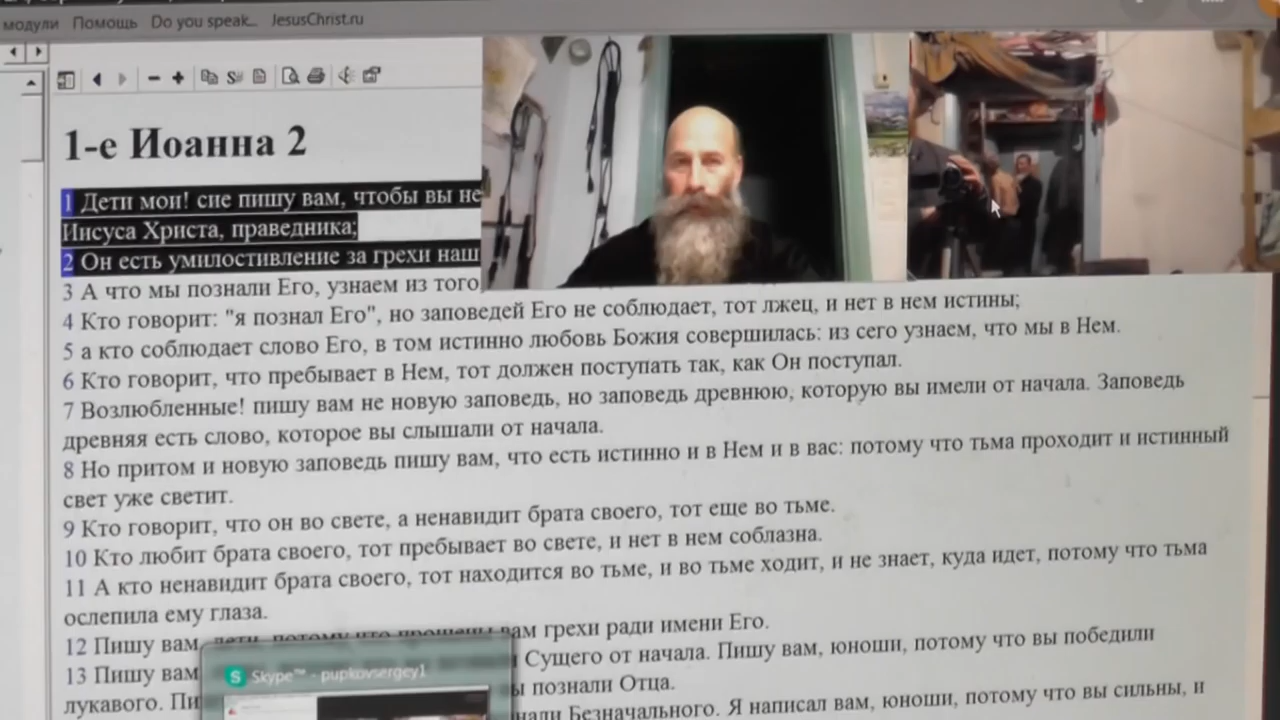 модули Помощь Do you speak... JesusChrist.ru
1-е Иоанна 2
1 Дети мои! сие пишу вам, чтобы вы не
Иисуса Христа, праведника;
2 Он есть умилостивление за грехи наш
3 А что мы познали Его, узнаем из того
4 Кто говорит: "я познал Его", но заповедей Его не соблюдает, тот лжец, и нет в нем истины;
5 а кто соблюдает слово Его, в том истинно любовь Божия совершилась: из сего узнаем, что мы в Нем.
6 Кто говорит, что пребывает в Нем, тот должен поступать так, как Он поступал.
7 Возлюбленные! пишу вам не новую заповедь, но заповедь древнюю, которую вы имели от начала. Заповедь
древняя есть слово, которое вы слышали от начала.
8 Но притом и новую заповедь пишу вам, что есть истинно и в Нем и в вас: потому что тьма проходит и истинный
свет уже светит.
9 Кто говорит, что он во свете, а ненавидит брата своего, тот еще во тьме.
10 Кто любит брата своего, тот пребывает во свете, и нет в нем соблазна.
11 А кто ненавидит брата своего, тот находится во тьме, и во тьме ходит, и не знает, куда идет, потому что тьма
ослепила ему глаза.
12 Пишу вам, дети, потому что прощены вам грехи ради имени Его.
13 Пишу вам Сущего от начала. Пишу вам, юноши, потому что вы победили
лукавого. Пи ы познали Отца.
нали Безначального. Я написал вам, юноши, потому что вы сильны, и
Skype™ - pupkovsergey1